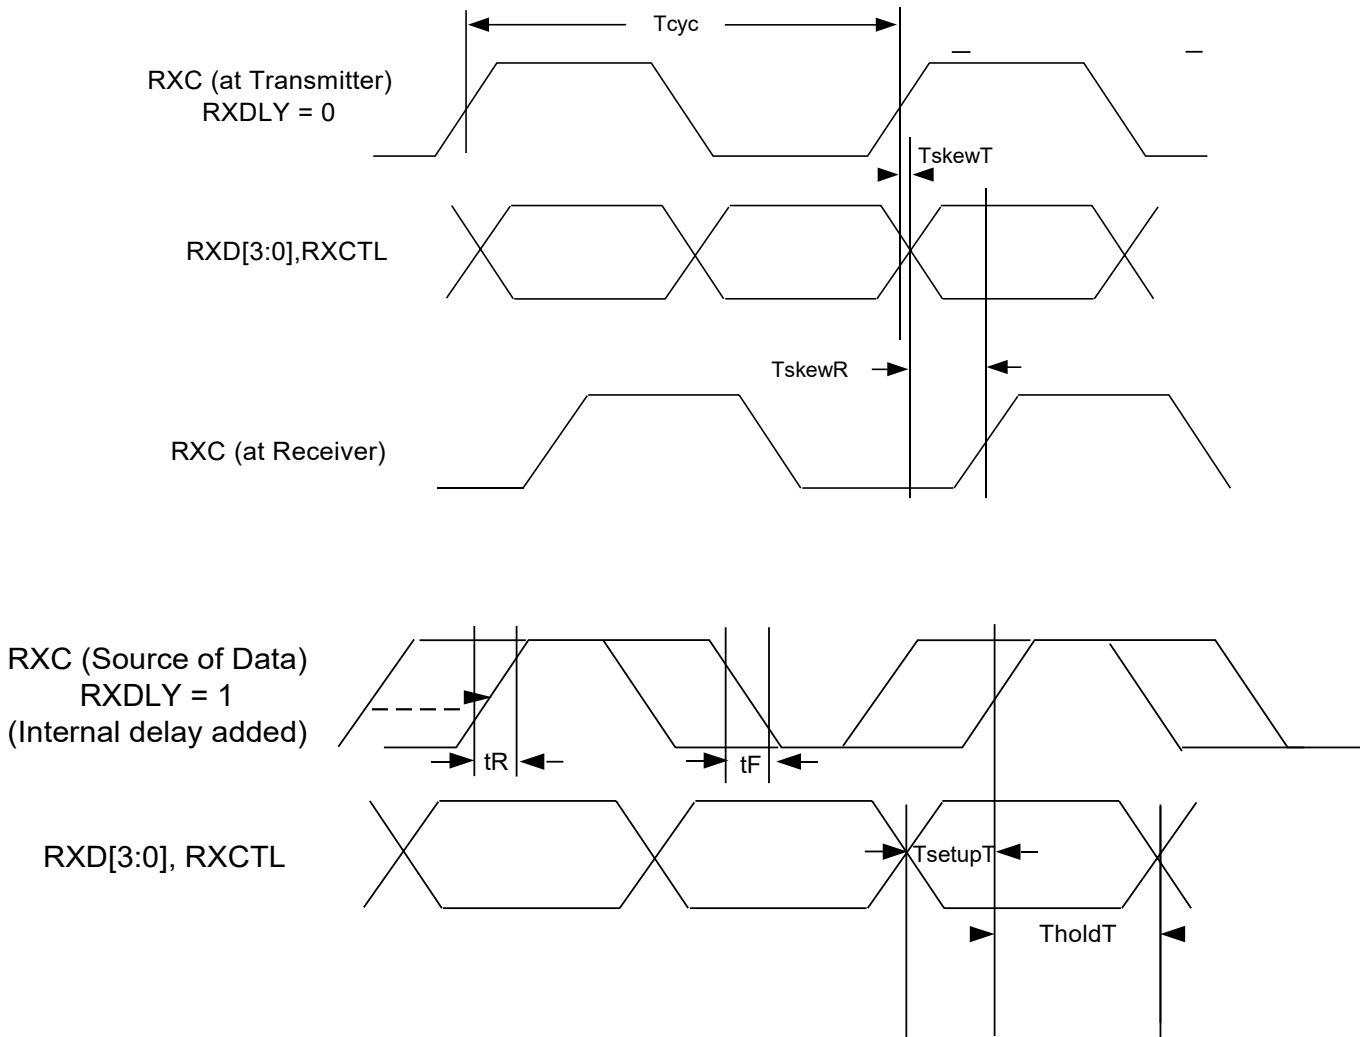 Tcyc
RXC (at Transmitter)
RXDLY = 0
TskewT
RXD[3:0],RXCTL
TskewR
RXC (at Receiver)
RXC (Source of Data)
RXDLY = 1
(Internal delay added)
tR
tF
RXD[3:0], RXCTL
TsetupT
TholdT